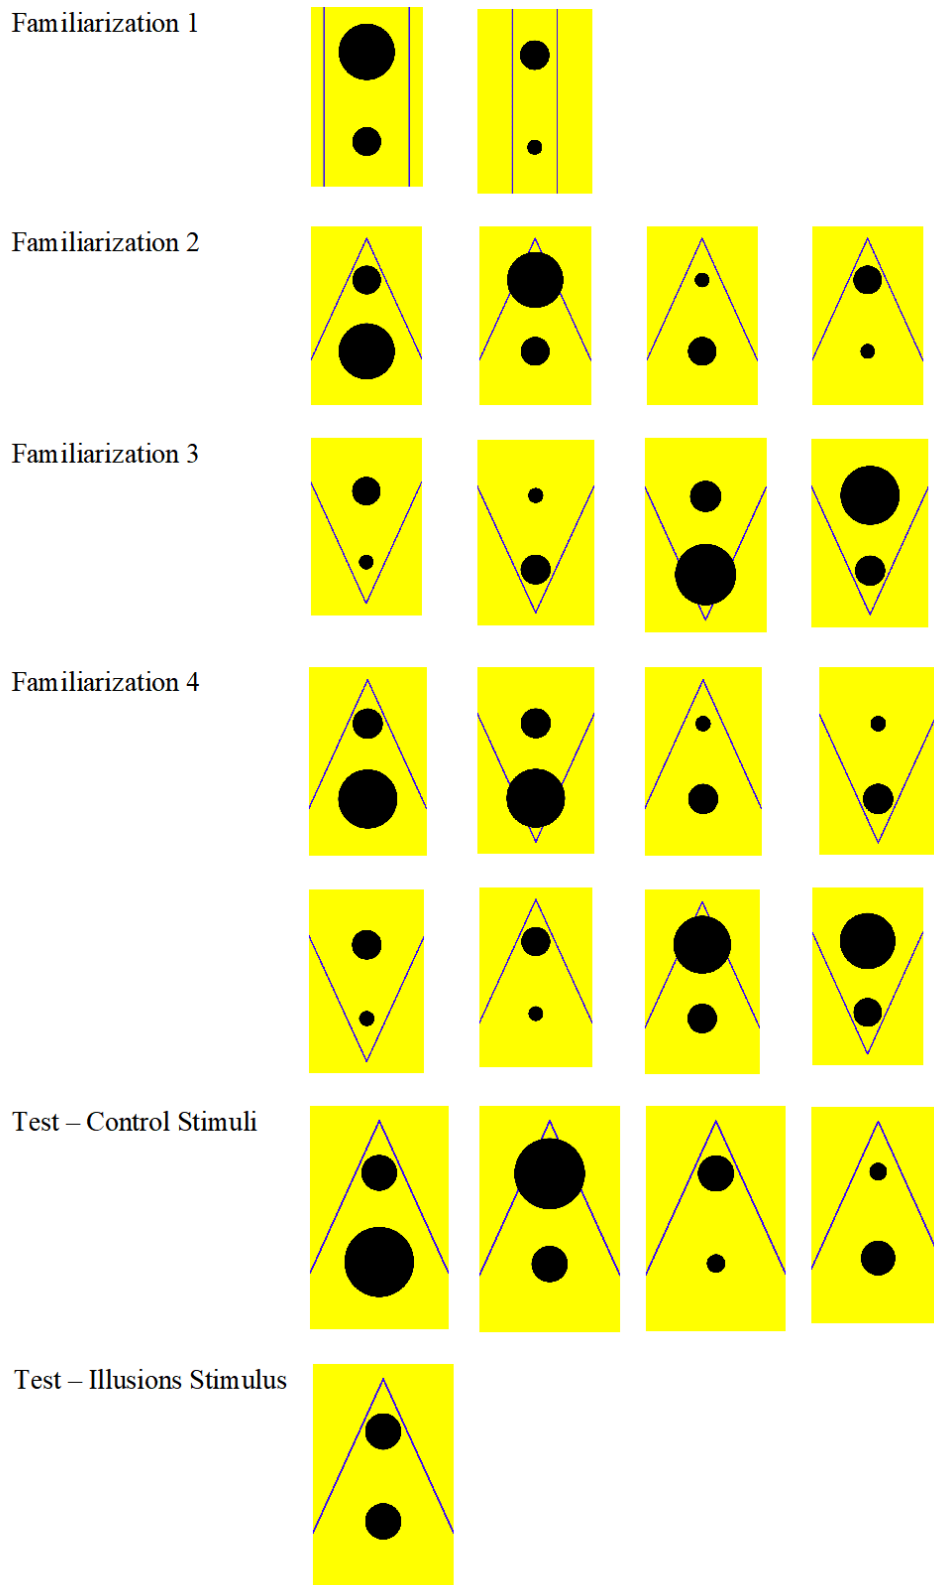 Familiarization 1
Familiarization 2
Familiarization 3
Familiarization 4
Test – Control Stimuli
Test – Illusions Stimulus